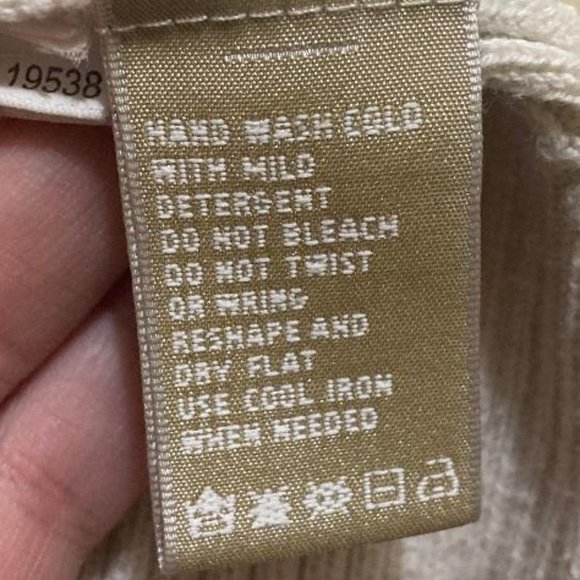 19538
HAND WASH COLD
WITH MILD
DETERGENT
DO NOT BLEACH
DO NOT TWIST
OR WRING
RESHAPE AND
DRY FLAT
USE COOL IRON
WHEN NEEDED